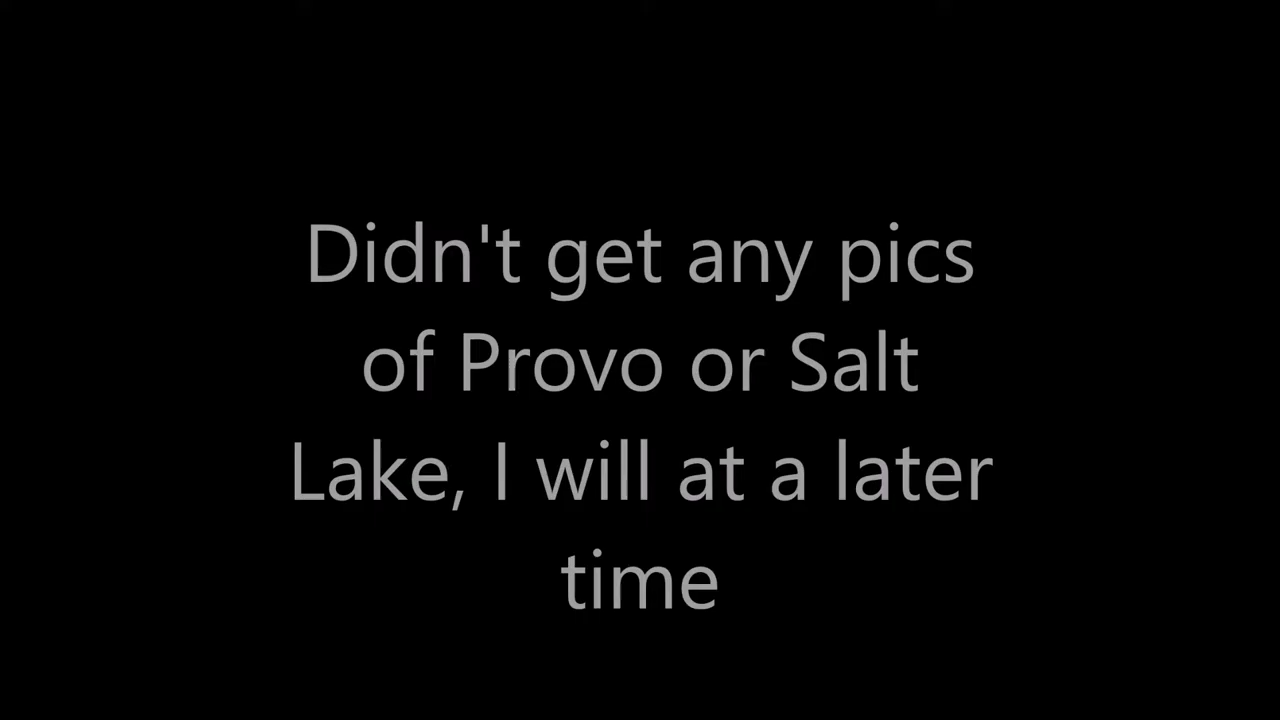 Didn't get any pics
of Provo or Salt
Lake, I will at a later
time